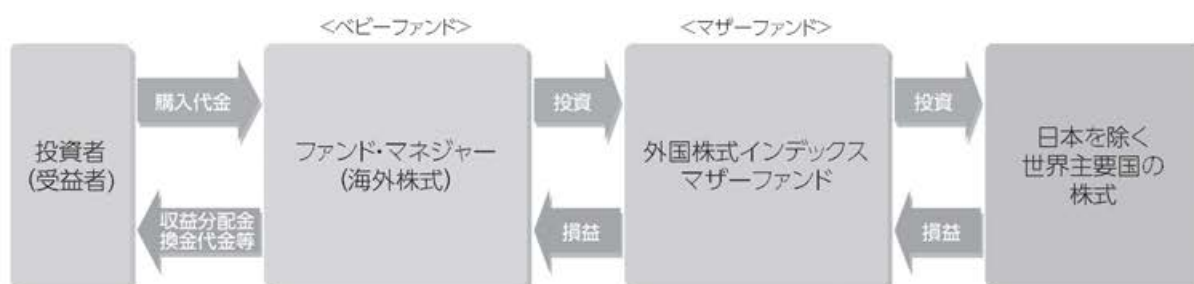 <ベビーファンド>
<マザーファンド>
投資者
(受益者)
購入代金
収益分配金
換金代金等
ファンド・マネジャー
(海外株式)
投資
損益
外国株式インデックス
マザーファンド
投資
損益
日本を除く
世界主要国の
株式